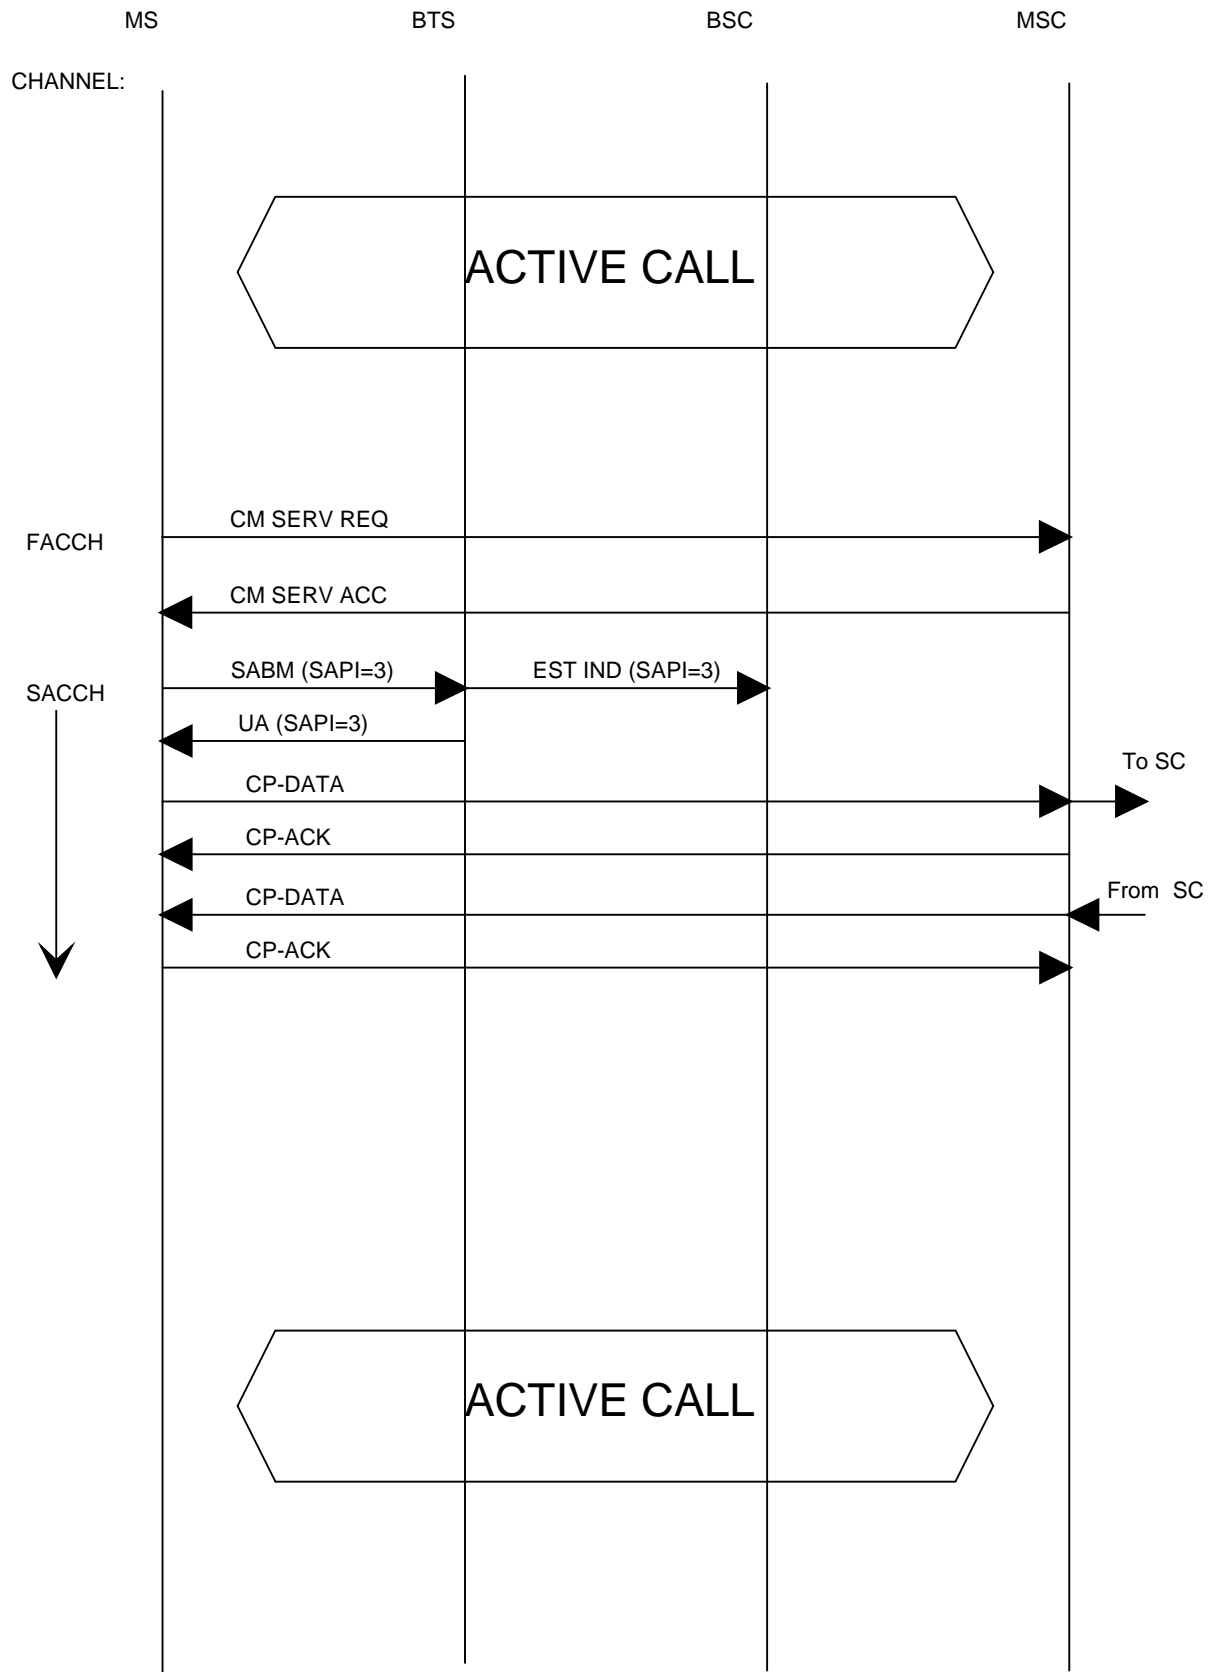 MS BTS BSC MSC
CHANNEL:
ACTIVE CALL
CM SERV REQ
FACCH
CM SERV ACC
SABM (SAPI=3) EST IND (SAPI=3)
SACCH
UA (SAPI=3)
To SC
CP-DATA
CP-ACK
From SC
CP-DATA
CP-ACK
ACTIVE CALL